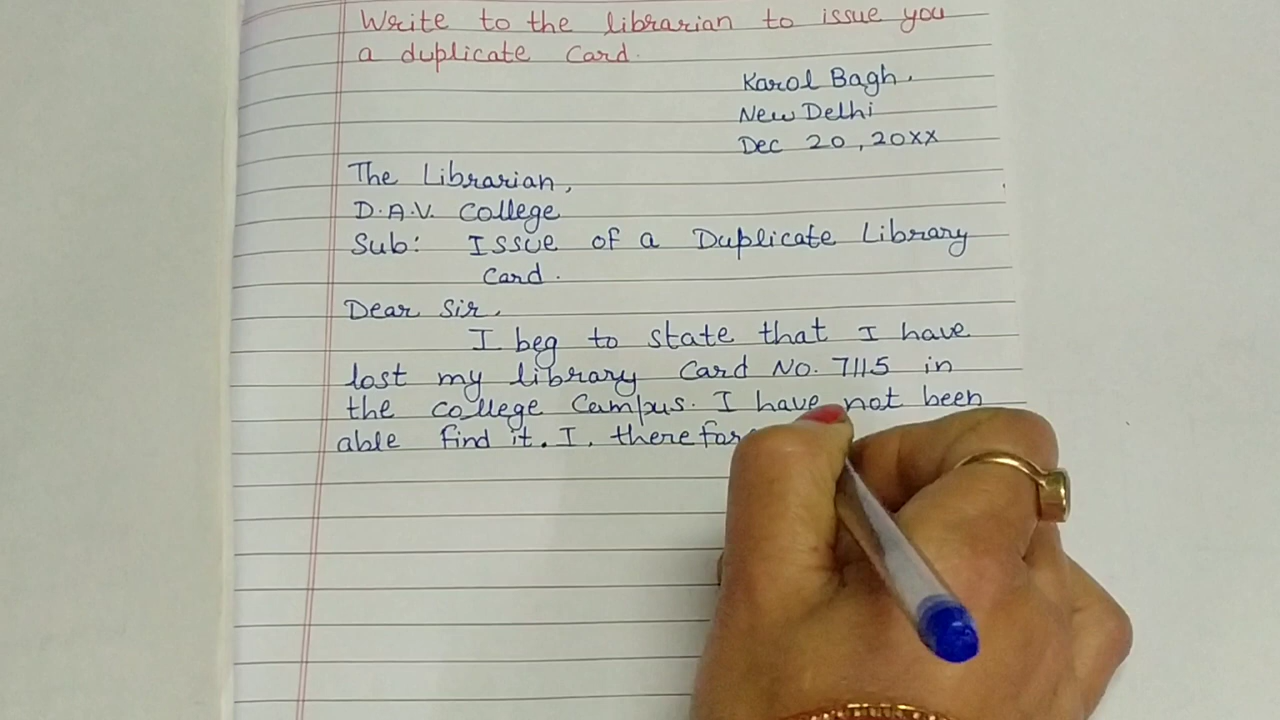 Write to the librarian to issue you
a duplicate Card.
Karol Bagh.
New Delhi
Dec 20, 20xx
The Librarian,
D.A.V. College
Sub: Issue of a Duplicate Library
Card.
Dear Sir,
I beg to state that I have
lost my library Card No. 7115 in
the college Campus. I have not been
able find it. I, therefor